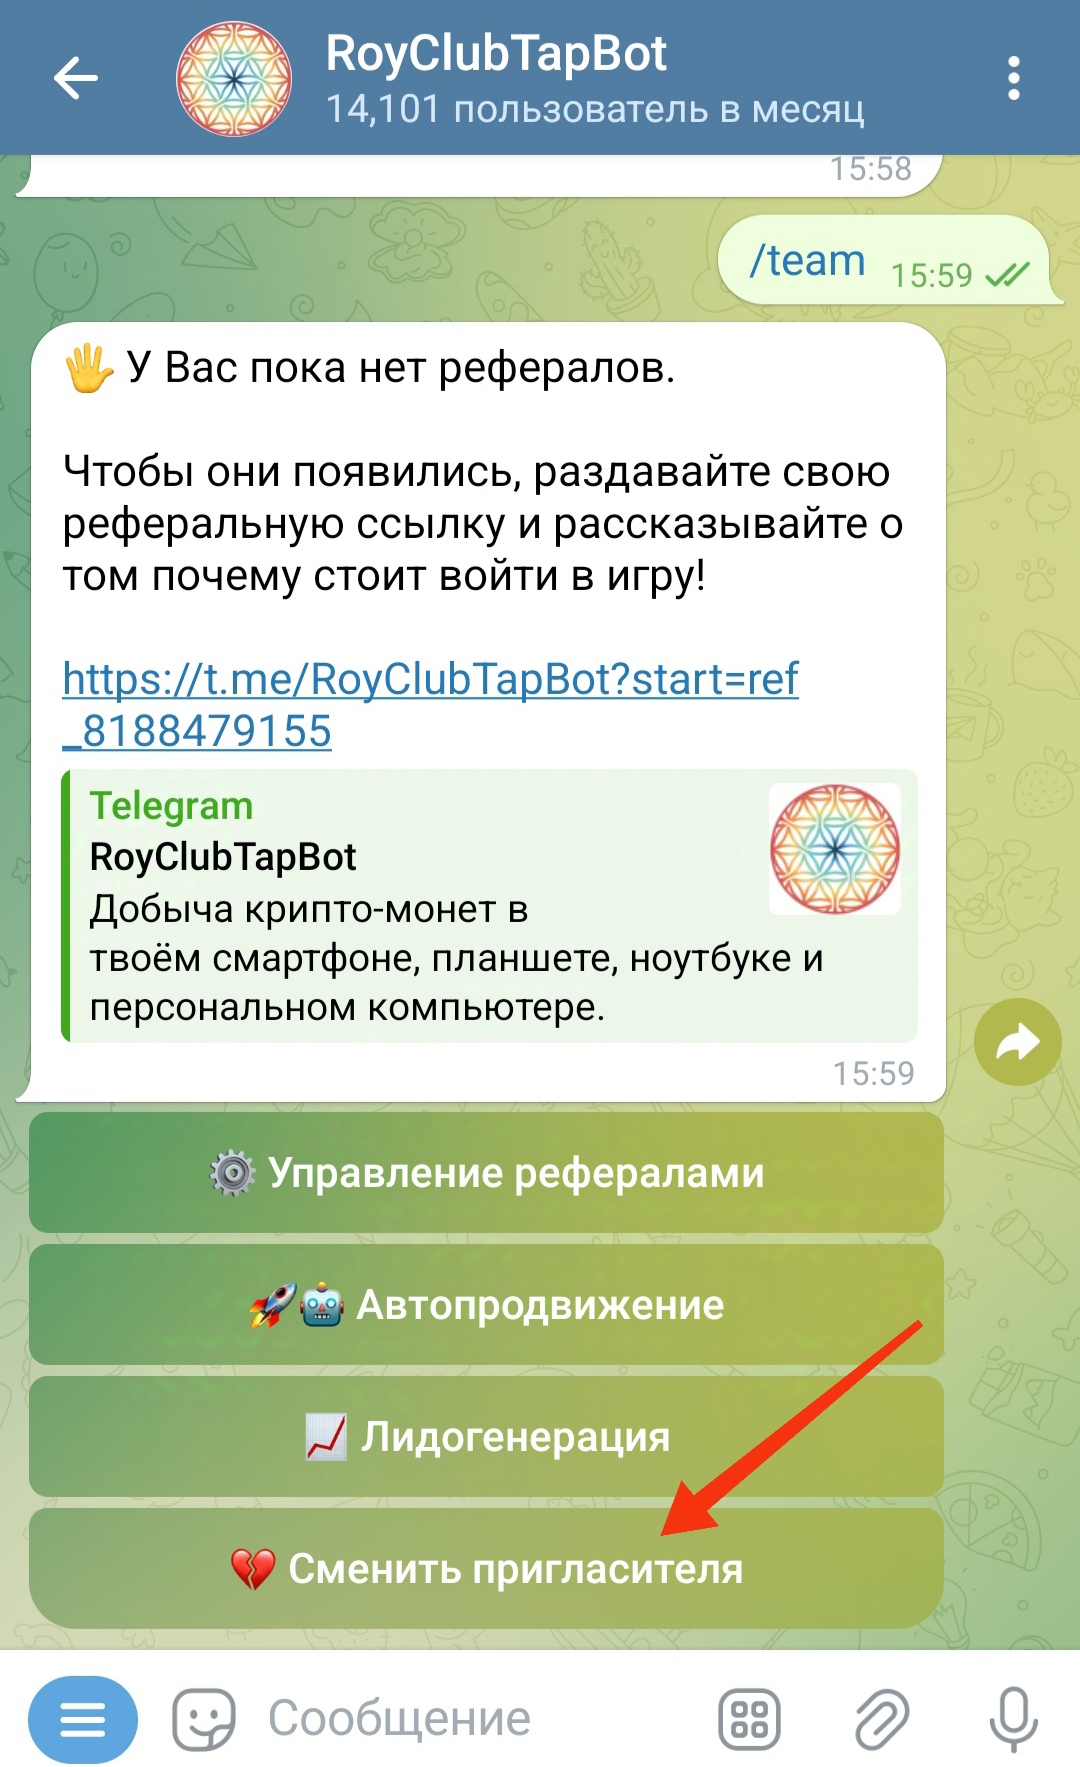 RoyClubTapBot
14,101 пользователь в месяц
15:58
/team 15:59
🖐 У Вас пока нет рефералов.
Чтобы они появились, раздавайте свою
реферальную ссылку и рассказывайте о
том почему стоит войти в игру!
https://t.me/RoyClubTapBot?start=ref
_8188479155
Telegram
RoyClubTapBot
Добыча крипто-монет в
твоём смартфоне, планшете, ноутбуке и
персональном компьютере.
15:59
⚙️ Управление рефералами
🚀🤖 Автопродвижение
📈 Лидогенерация
💔 Сменить пригласителя
Сообщение